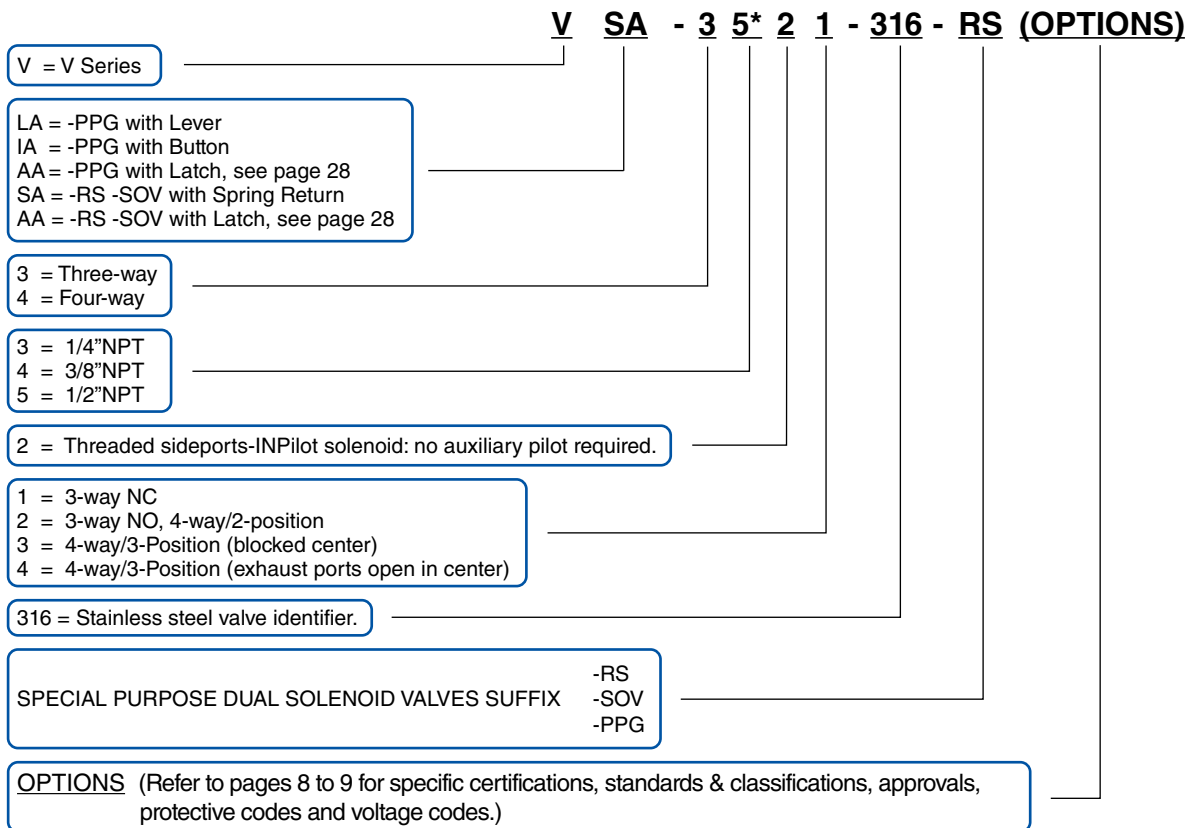 V SA - 3 5* 2 1 - 316 - RS (OPTIONS)
V = V Series
LA = -PPG with Lever
IA = -PPG with Button
AA = -PPG with Latch, see page 28
SA = -RS -SOV with Spring Return
AA = -RS -SOV with Latch, see page 28
3 = Three-way
4 = Four-way
3 = 1/4”NPT
4 = 3/8”NPT
5 = 1/2”NPT
2 = Threaded sideports-INPilot solenoid: no auxiliary pilot required.
1 = 3-way NC
2 = 3-way NO, 4-way/2-position
3 = 4-way/3-Position (blocked center)
4 = 4-way/3-Position (exhaust ports open in center)
316 = Stainless steel valve identifier.
-RS
SPECIAL PURPOSE DUAL SOLENOID VALVES SUFFIX -SOV
-PPG
OPTIONS (Refer to pages 8 to 9 for specific certifications, standards & classifications, approvals,
protective codes and voltage codes.)